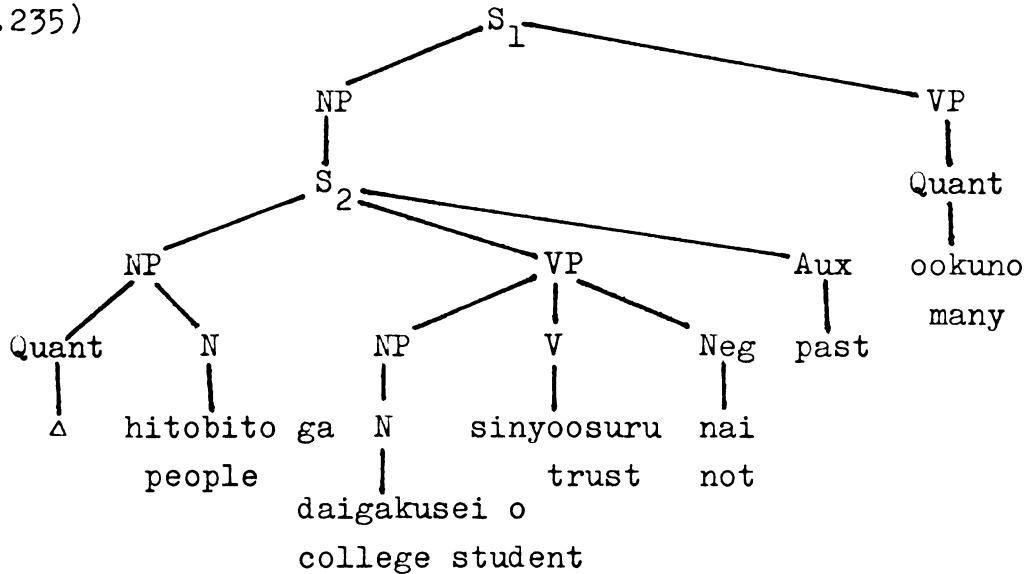 .235)
S1
NP VP
S2 Quant
NP VP Aux ookuno
many
Quant N NP V Neg past
△ hitobito ga N sinyoosuru nai
people trust not
daigakusei o
college student